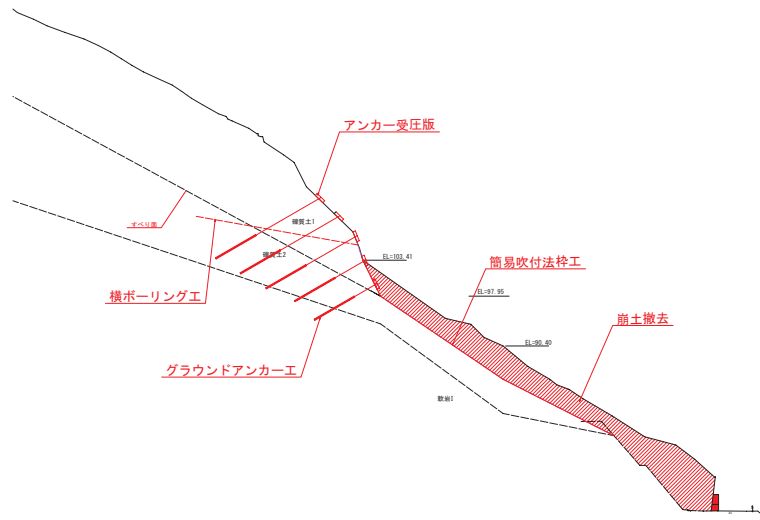 アンカー受圧版
すべり面
礫質土1
礫質土2
EL=103.41
簡易吹付法枠工
横ボーリング工
EL=97.95
崩土撤去
EL=90.40
グラウンドアンカー工
軟岩I